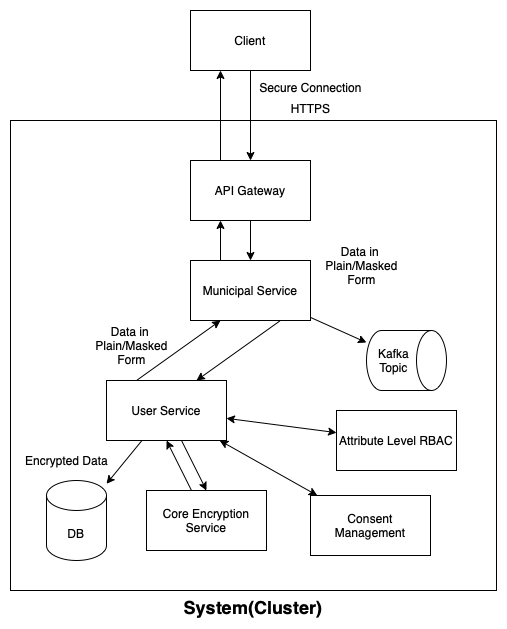 Client
Secure Connection
HTTPS
API Gateway
Data in
Plain/Masked
Form
Municipal Service
Data in
Plain/Masked
Form
Kafka
Topic
User Service
Attribute Level RBAC
Encrypted Data
DB
Core Encryption
Service
Consent
Management
System(Cluster)